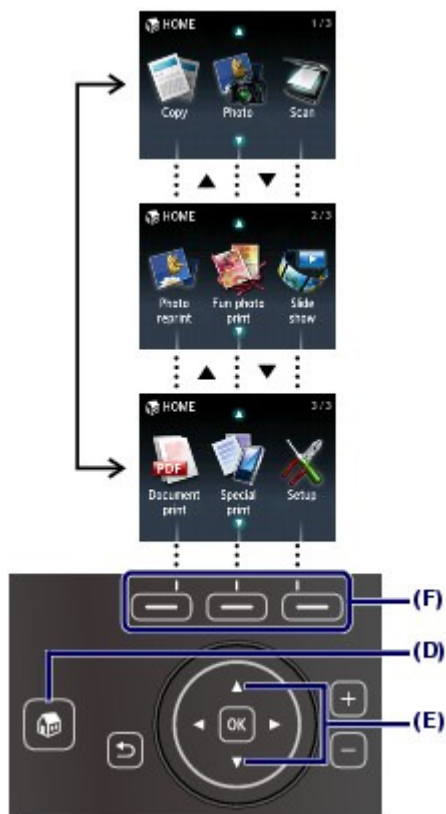 HOME 1/3
Copy Photo Scan
HOME 2/3
Photo reprint Fun photo print Slide show
HOME 3/3
PDF
Document print Special print Setup
(F)
(D)
OK
(E)